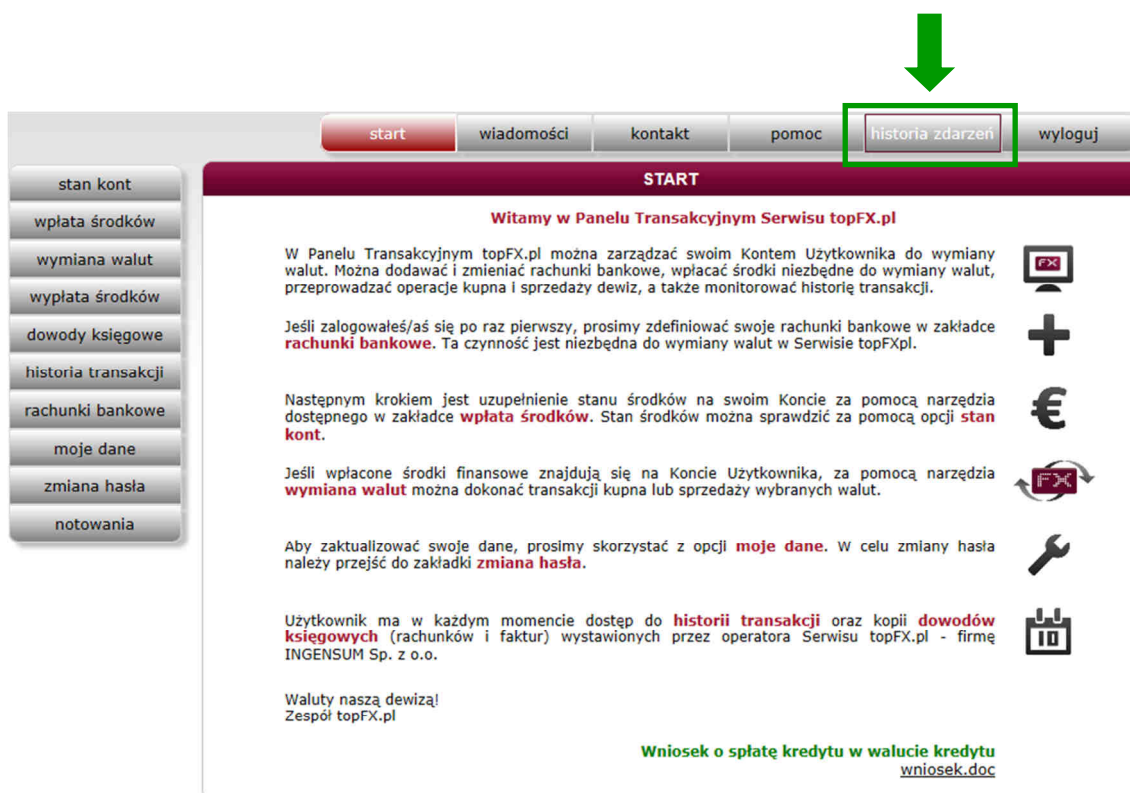 start wiadomości kontakt pomoc historia zdarzeń wyloguj
stan kont
wpłata środków
wymiana walut
wypłata środków
dowody księgowe
historia transakcji
rachunki bankowe
moje dane
zmiana hasła
notowania
START
Witamy w Panelu Transakcyjnym Serwisu topFX.pl
W Panelu Transakcyjnym topFX.pl można zarządzać swoim Kontem Użytkownika do wymiany
walut. Można dodawać i zmieniać rachunki bankowe, wpłacać środki niezbędne do wymiany walut,
przeprowadzać operacje kupna i sprzedaży dewiz, a także monitorować historię transakcji.
FX
Jeśli zalogowałeś/aś się po raz pierwszy, prosimy zdefiniować swoje rachunki bankowe w zakładce
rachunki bankowe. Ta czynność jest niezbędna do wymiany walut w Serwisie topFXpl.
Następnym krokiem jest uzupełnienie stanu środków na swoim Koncie za pomocą narzędzia
dostępnego w zakładce wpłata środków. Stan środków można sprawdzić za pomocą opcji stan
kont.
€
Jeśli wpłacone środki finansowe znajdują się na Koncie Użytkownika, za pomocą narzędzia
wymiana walut można dokonać transakcji kupna lub sprzedaży wybranych walut.
FX
Aby zaktualizować swoje dane, prosimy skorzystać z opcji moje dane. W celu zmiany hasła
należy przejść do zakładki zmiana hasła.
Użytkownik ma w każdym momencie dostęp do historii transakcji oraz kopii dowodów
księgowych (rachunków i faktur) wystawionych przez operatora Serwisu topFX.pl - firmę
INGENSUM Sp. z o.o.
10
Waluty naszą dewizą!
Zespół topFX.pl
Wniosek o spłatę kredytu w walucie kredytu
wniosek.doc